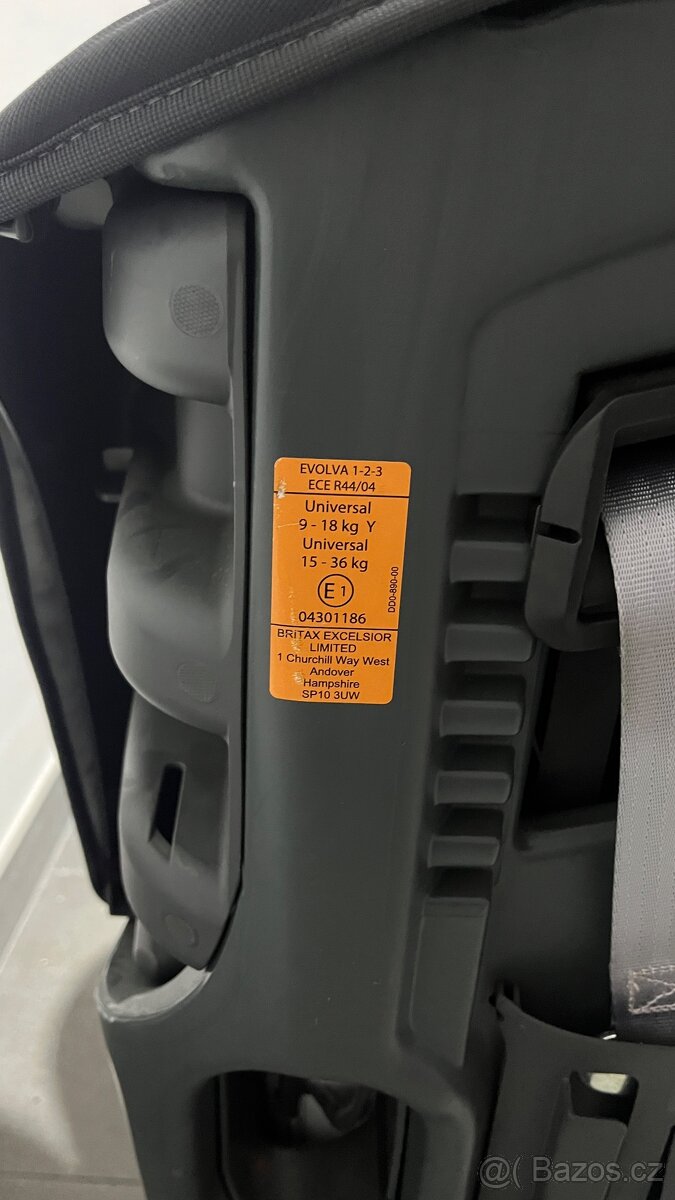 EVOLVA 1-2-3
ECE R44/04
Universal
9 - 18 kg Y
Universal
15 - 36 kg
E 1
04301186
DD0-890-00
BRITAX EXCELSIOR
LIMITED
1 Churchill Way West
Andover
Hampshire
SP10 3UW
@( Bazos.cz